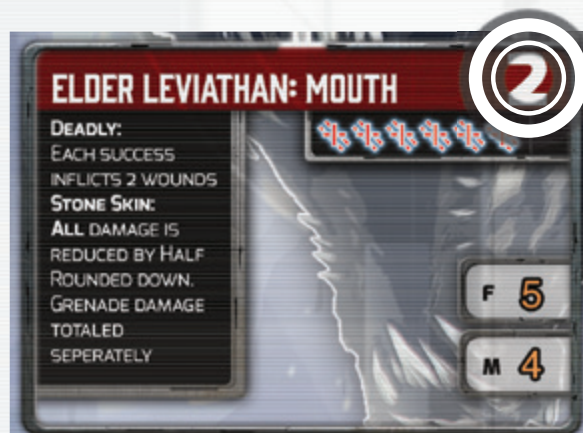 ELDER LEVIATHAN: MOUTH
2
DEADLY:
EACH SUCCESS
INFLICTS 2 WOUNDS
STONE SKIN:
ALL DAMAGE IS
REDUCED BY HALF
ROUNDED DOWN.
GRENADE DAMAGE
TOTALED
SEPERATELY
F 5
M 4